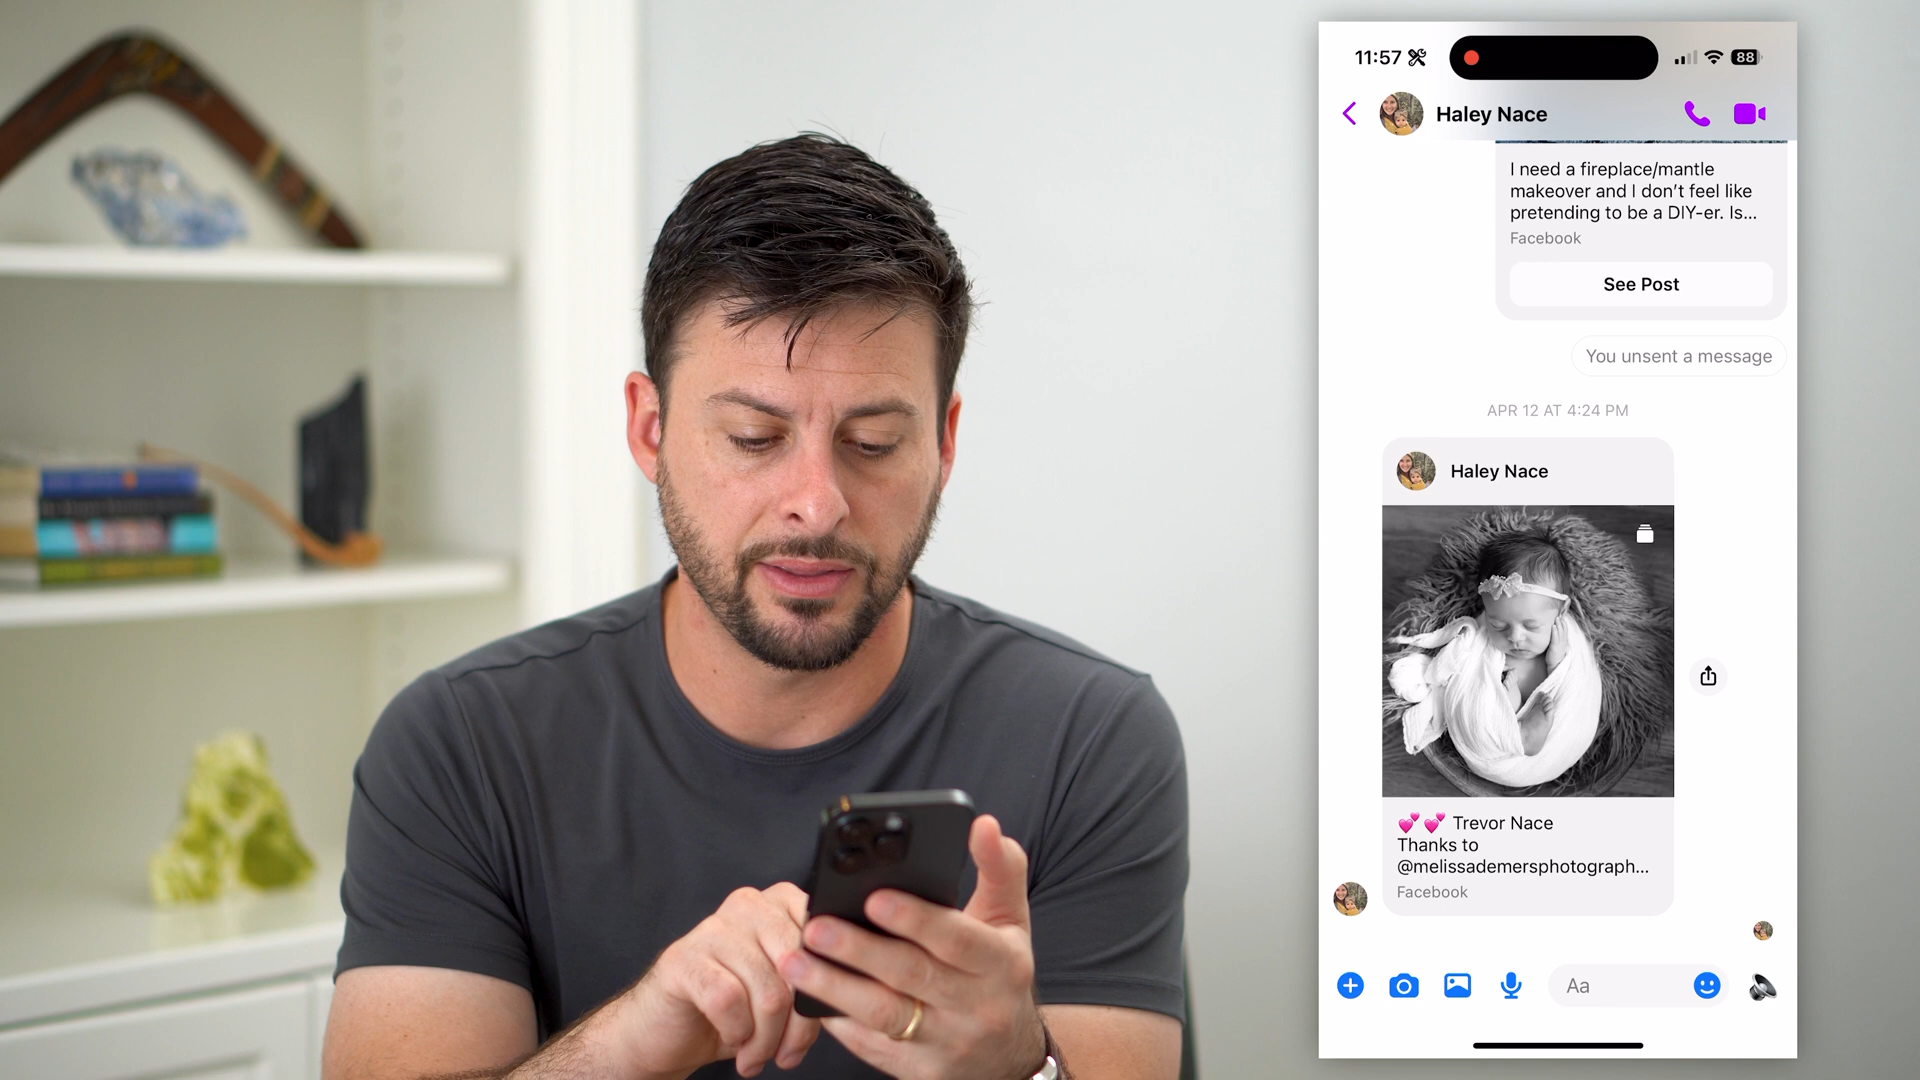 11:57
88
Haley Nace
I need a fireplace/mantle
makeover and I don't feel like
pretending to be a DIY-er. Is...
Facebook
See Post
You unsent a message
APR 12 AT 4:24 PM
Haley Nace
💕 💕 Trevor Nace
Thanks to
@melissademersphotograph...
Facebook
Aa